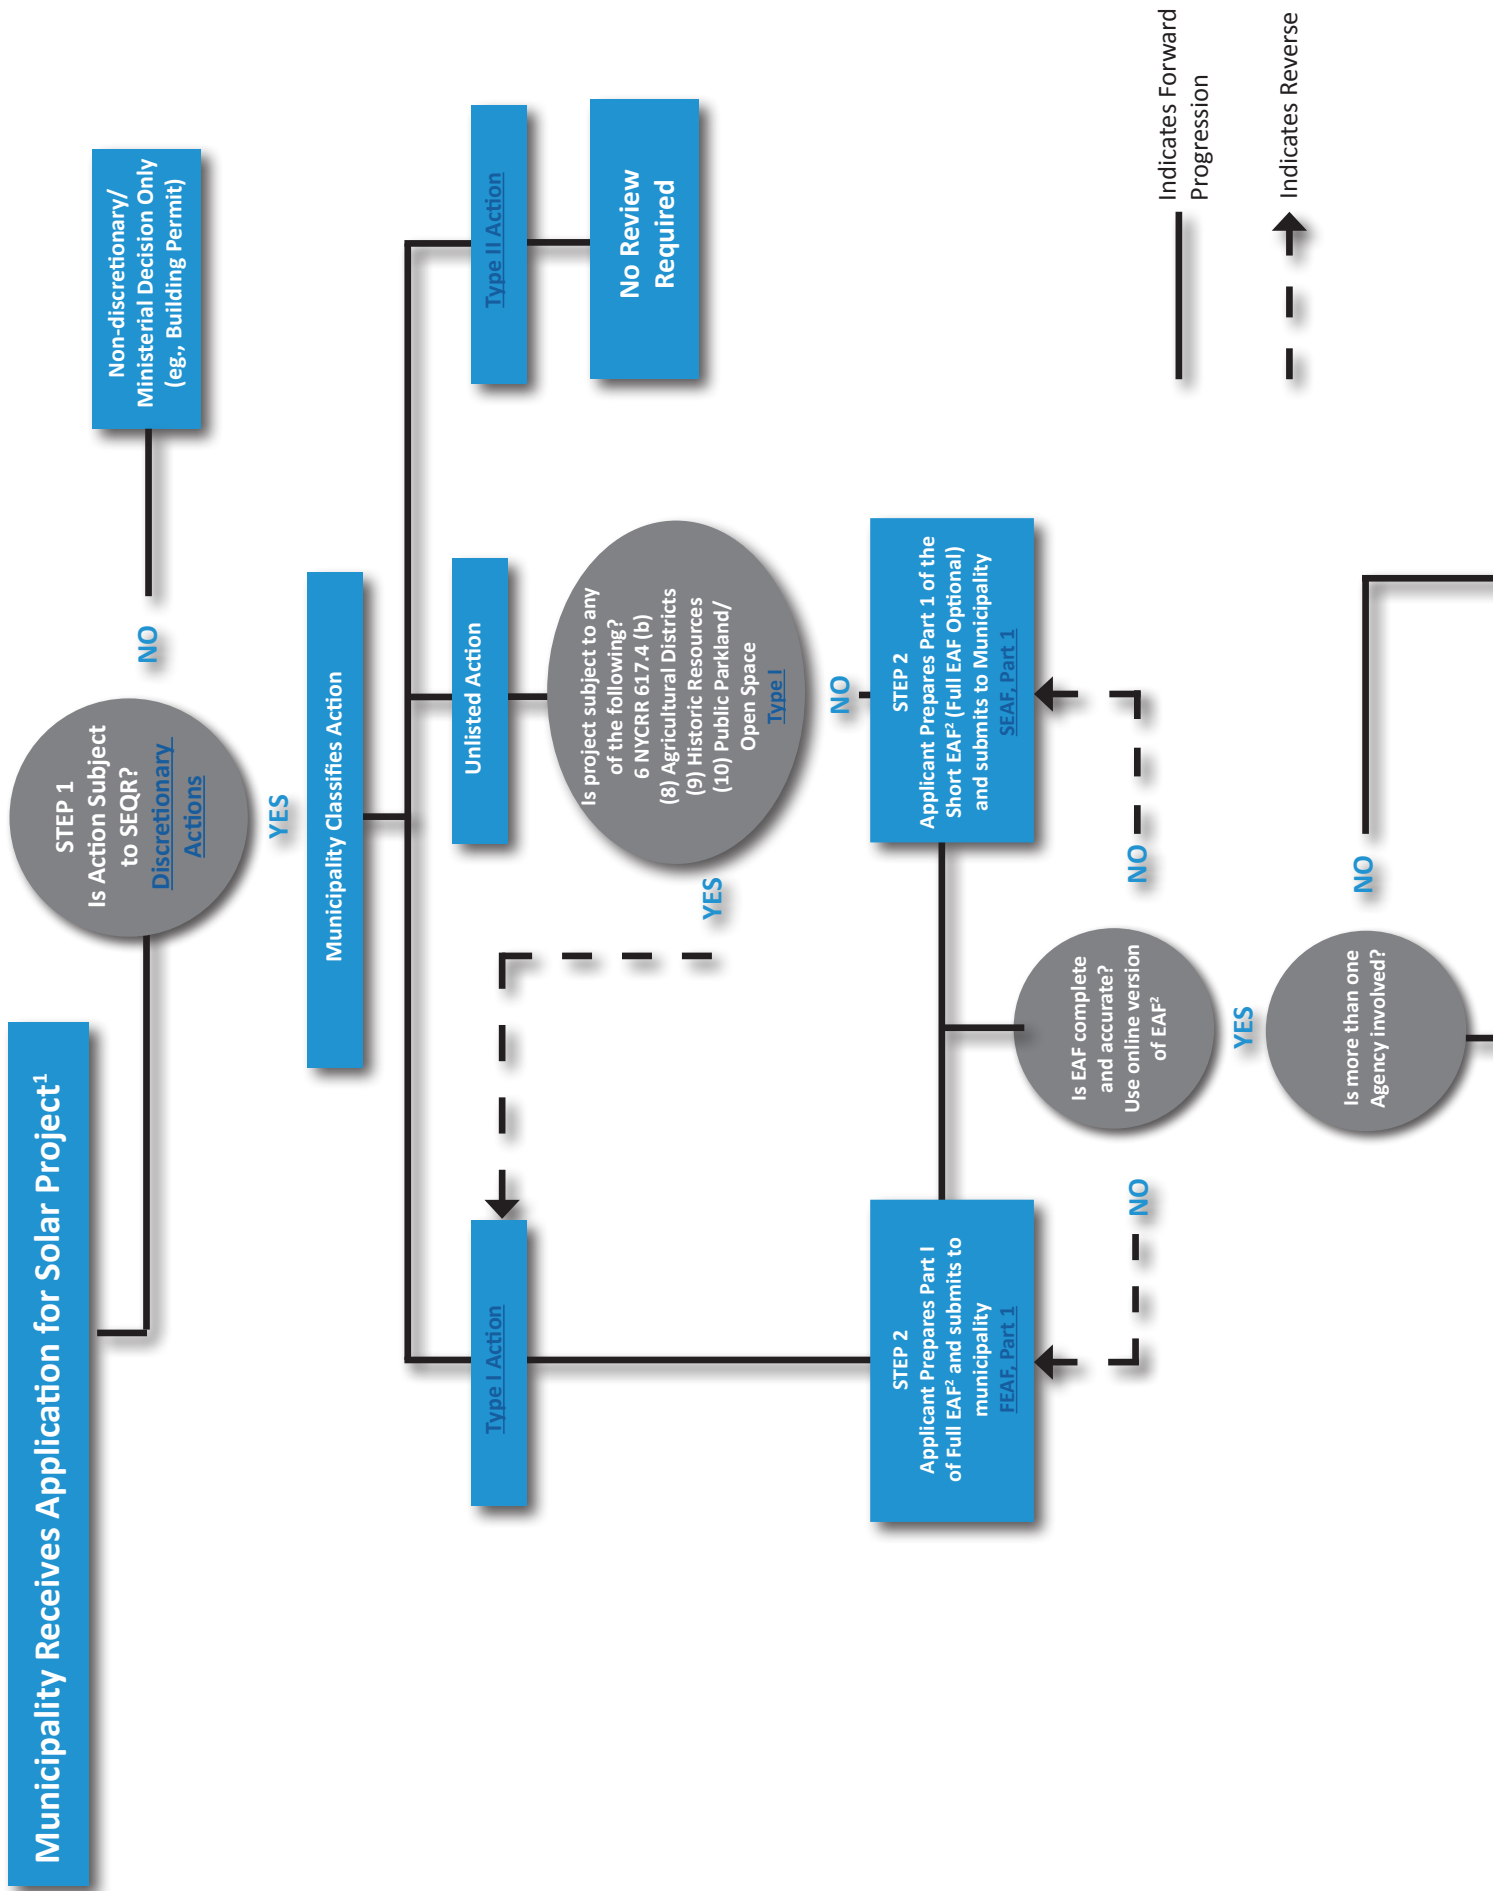 Municipality Receives Application for Solar Project¹
STEP 1
Is Action Subject
to SEQR?
Discretionary
Actions
NO
Non-discretionary/
Ministerial Decision Only
(eg., Building Permit)
YES
Municipality Classifies Action
Type I Action
Unlisted Action
Type II Action
No Review
Required
Is project subject to any
of the following?
6 NYCRR 617.4 (b)
(8) Agricultural Districts
(9) Historic Resources
(10) Public Parkland/
Open Space
Type I
YES
NO
STEP 2
Applicant Prepares Part I
of Full EAF² and submits to
municipality
FEAF, Part 1
STEP 2
Applicant Prepares Part 1 of the
Short EAF² (Full EAF Optional)
and submits to Municipality
SEAF, Part 1
Is EAF complete
and accurate?
Use online version
of EAF²
NO
NO
YES
Is more than one
Agency involved?
NO
Indicates Forward
Progression
Indicates Reverse